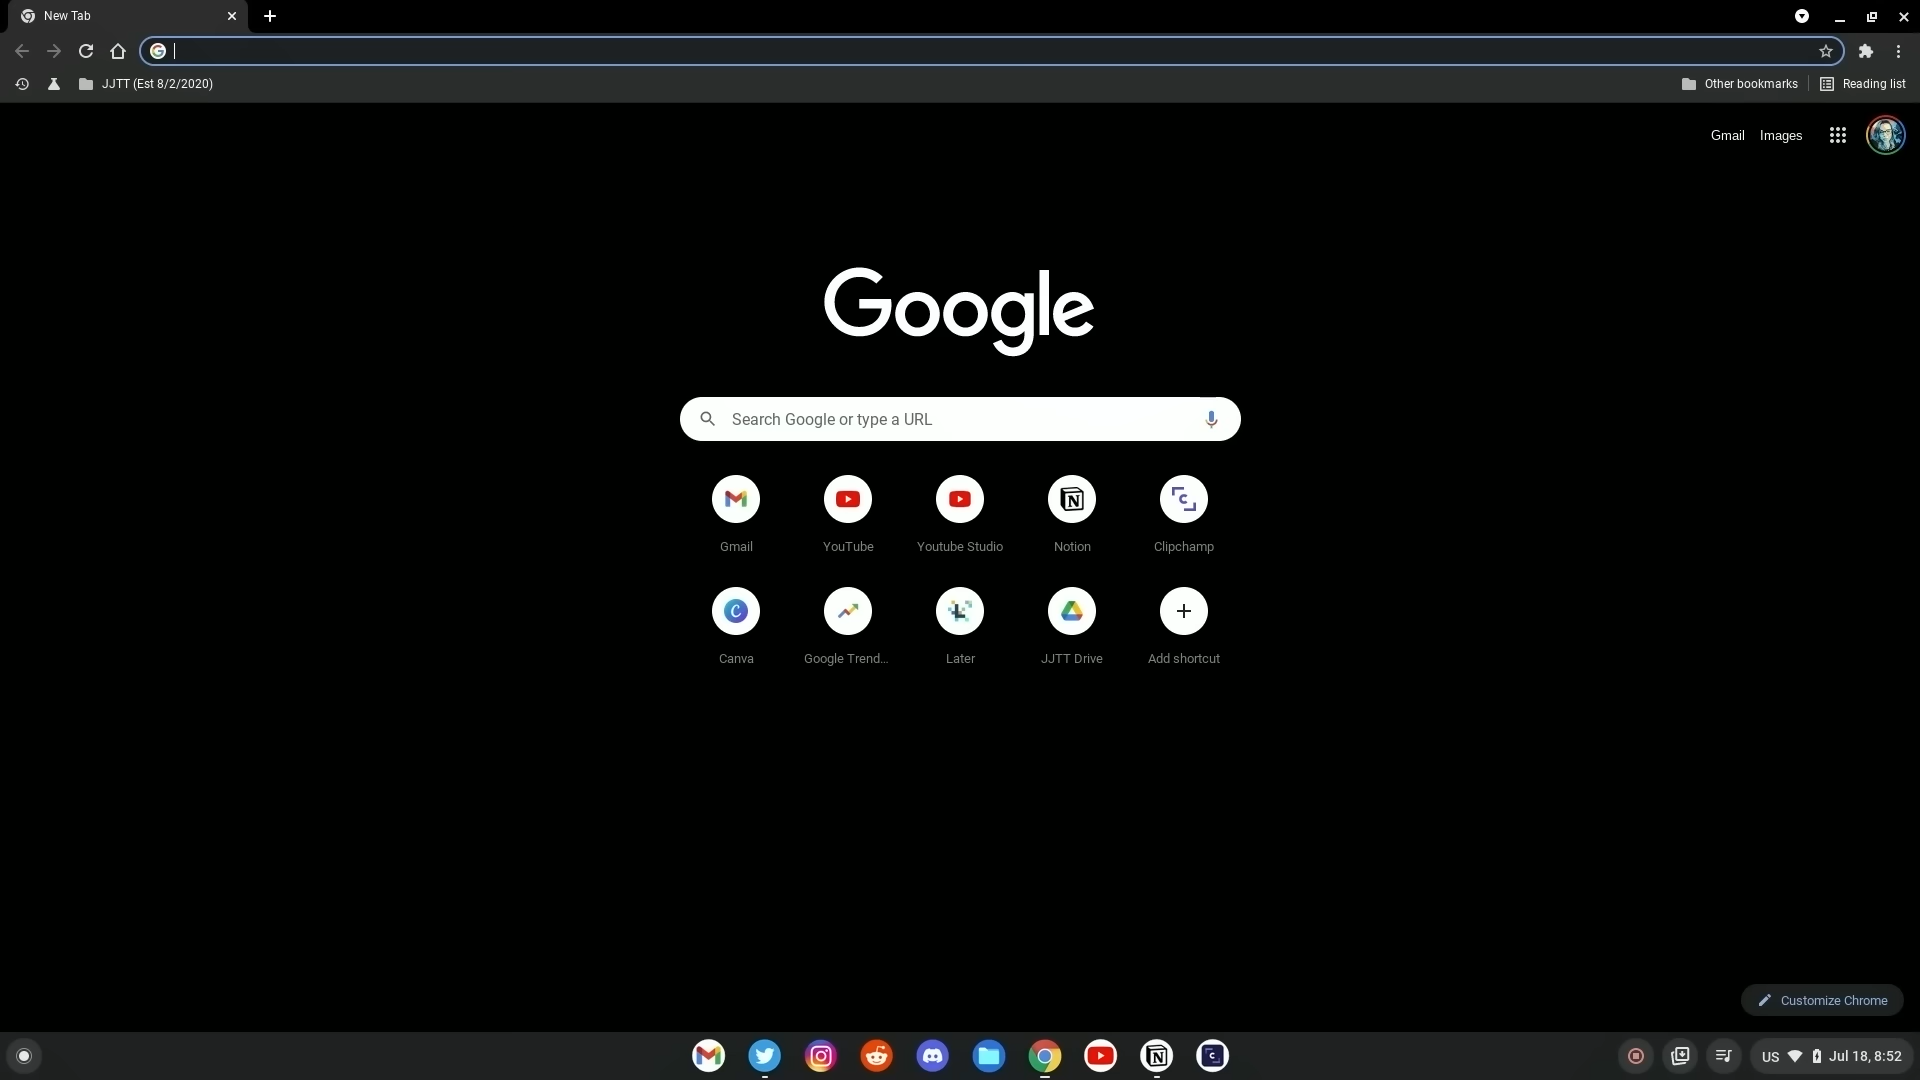 New Tab
JJTT (Est 8/2/2020)
Other bookmarks
Reading list
Gmail
Images
Google
Search Google or type a URL
Gmail
YouTube
Youtube Studio
Notion
Clipchamp
Canva
Google Trend...
Later
JJTT Drive
Add shortcut
Customize Chrome
US
Jul 18, 8:52